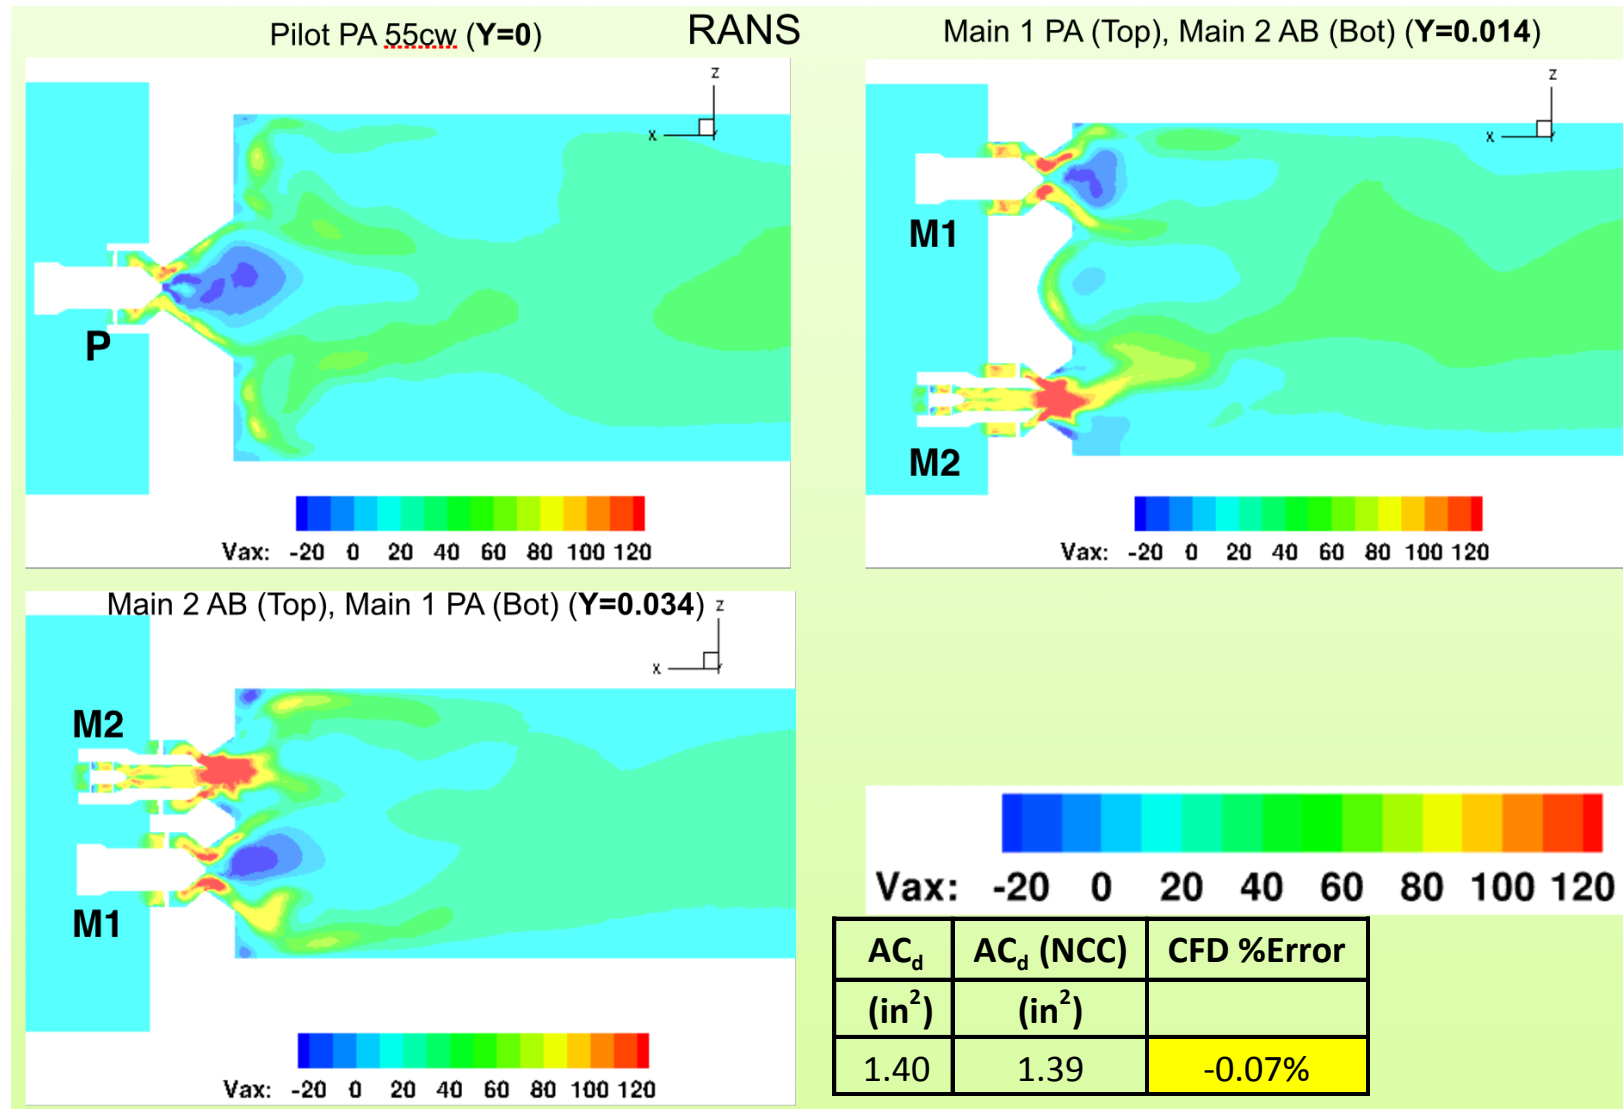 Pilot PA 55cw (Y=0)
RANS
Main 1 PA (Top), Main 2 AB (Bot) (Y=0.014)
z
x
P
Vax: -20 0 20 40 60 80 100 120
z
x
M1
M2
Vax: -20 0 20 40 60 80 100 120
Main 2 AB (Top), Main 1 PA (Bot) (Y=0.034)
z
x
M2
M1
Vax: -20 0 20 40 60 80 100 120
Vax: -20 0 20 40 60 80 100 120
ACd ACd (NCC) CFD %Error
(in²) (in²)
1.40 1.39 -0.07%